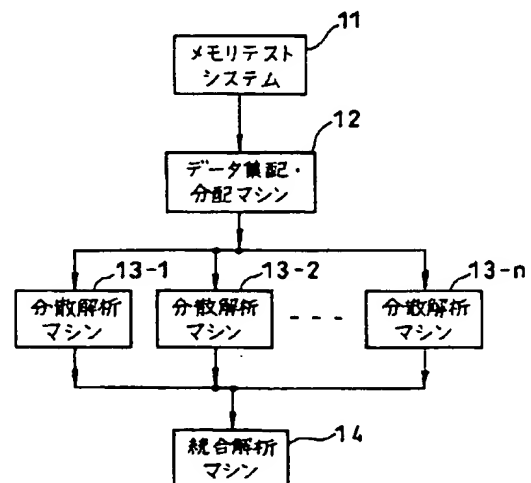 11
メモリテスト
システム
12
データ集配・
分配マシン
13-1
13-2
13-n
分散解析
マシン
分散解析
マシン
- - -
分散解析
マシン
14
統合解析
マシン